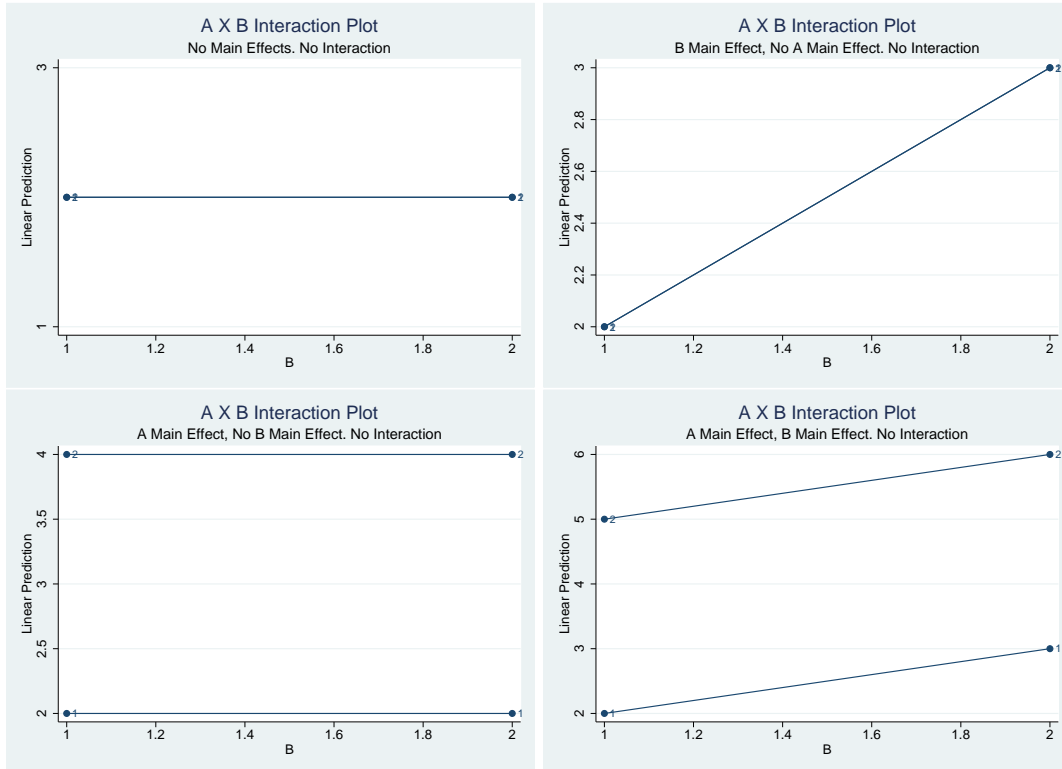 A X B Interaction Plot
No Main Effects. No Interaction
Linear Prediction
3
1
2
2
1 1.2 1.4 1.6 1.8 2
B
A X B Interaction Plot
B Main Effect, No A Main Effect. No Interaction
Linear Prediction
3
2.8
2.6
2.4
2.2
2
1 1.2 1.4 1.6 1.8 2
B
A X B Interaction Plot
A Main Effect, No B Main Effect. No Interaction
Linear Prediction
4
3.5
3
2.5
2
2 2
1 1
1 1.2 1.4 1.6 1.8 2
B
A X B Interaction Plot
A Main Effect, B Main Effect. No Interaction
Linear Prediction
6
5
4
3
2
2 2
1 1
1 1.2 1.4 1.6 1.8 2
B